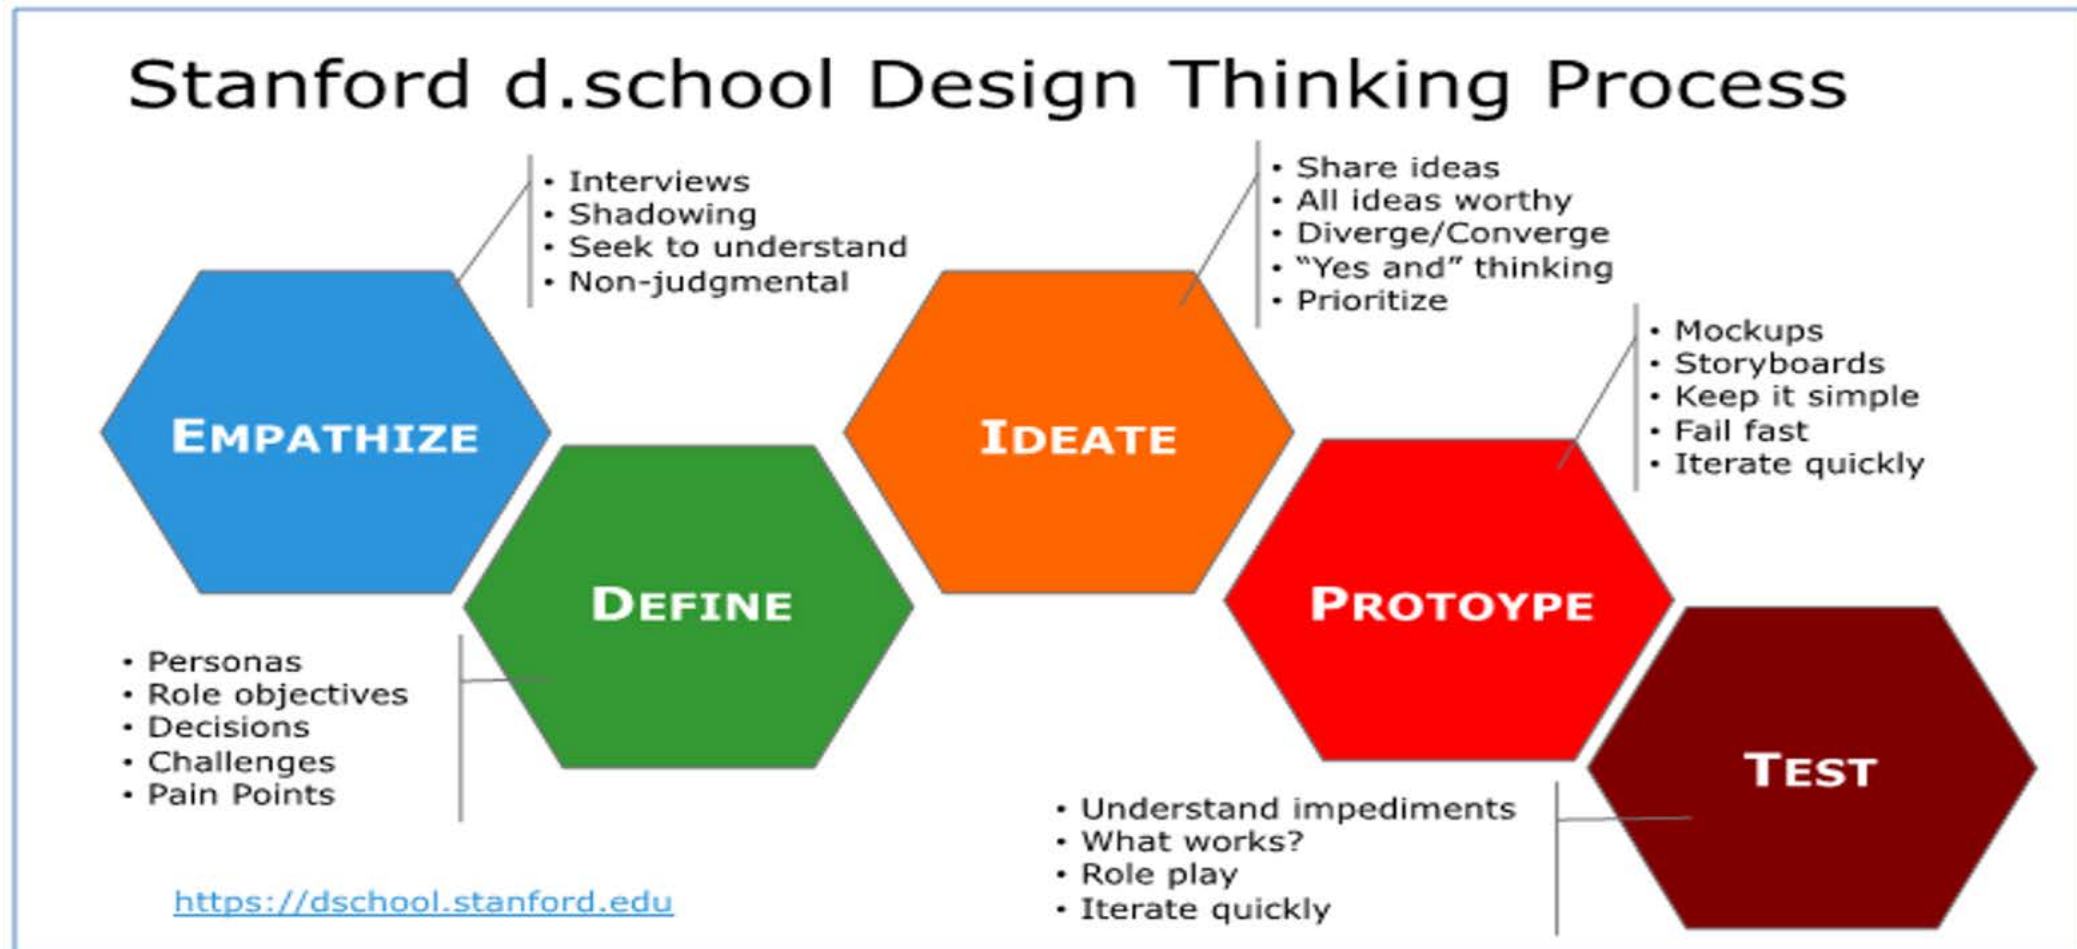 Stanford d.school Design Thinking Process
• Interviews
• Shadowing
• Seek to understand
• Non-judgmental
• Share ideas
• All ideas worthy
• Diverge/Converge
• “Yes and” thinking
• Prioritize
• Mockups
• Storyboards
• Keep it simple
• Fail fast
• Iterate quickly
EMPATHIZE
DEFINE
IDEATE
PROTOYPE
TEST
• Personas
• Role objectives
• Decisions
• Challenges
• Pain Points
• Understand impediments
• What works?
• Role play
• Iterate quickly
https://dschool.stanford.edu